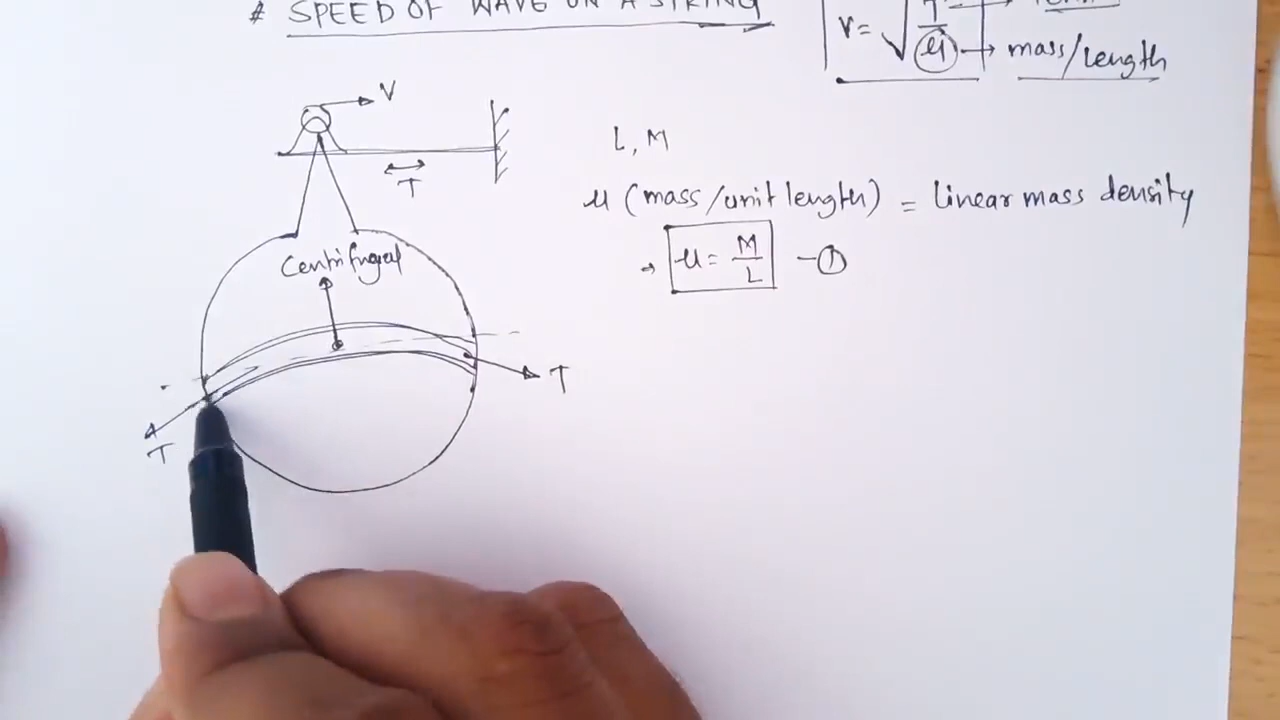 # SPEED OF WAVE ON A STRING
V = √ T / μ → mass/length
V
T
L, M
μ (mass/unit length) = linear mass density
→ μ = M/L - ①
Centrifugal
T
T